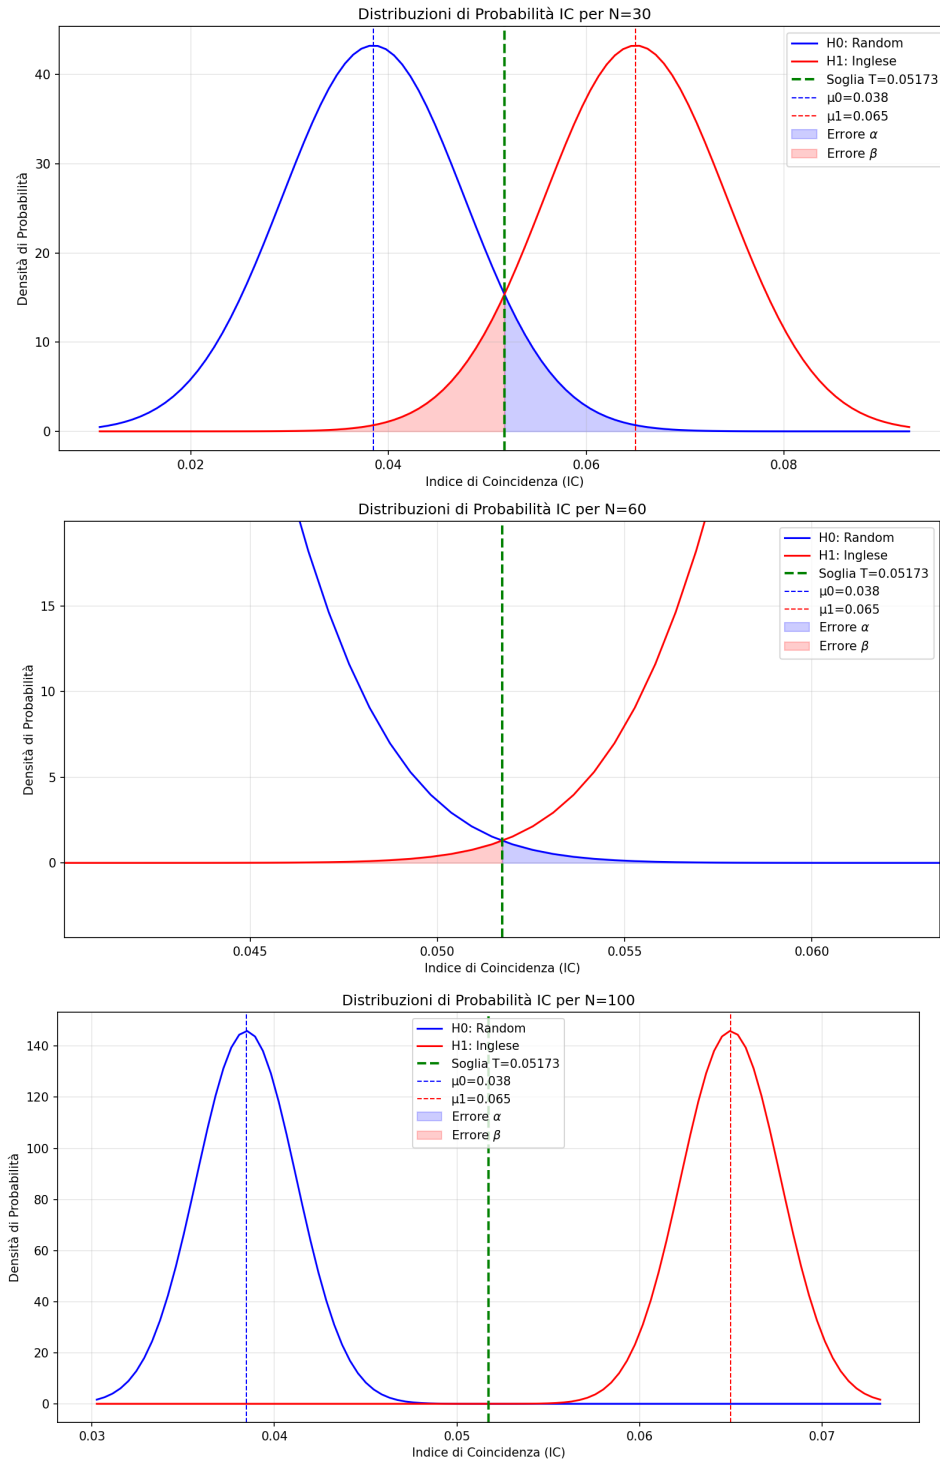 Distribuzioni di Probabilità IC per N=30
H0: Random
H1: Inglese
Soglia T=0.05173
μ0=0.038
μ1=0.065
Errore α
Errore β
Densità di Probabilità
40
30
20
10
0
0.02
0.04
0.06
0.08
Indice di Coincidenza (IC)
Distribuzioni di Probabilità IC per N=60
H0: Random
H1: Inglese
Soglia T=0.05173
μ0=0.038
μ1=0.065
Errore α
Errore β
Densità di Probabilità
15
10
5
0
0.045
0.050
0.055
0.060
Indice di Coincidenza (IC)
Distribuzioni di Probabilità IC per N=100
H0: Random
H1: Inglese
Soglia T=0.05173
μ0=0.038
μ1=0.065
Errore α
Errore β
Densità di Probabilità
140
120
100
80
60
40
20
0
0.03
0.04
0.05
0.06
0.07
Indice di Coincidenza (IC)